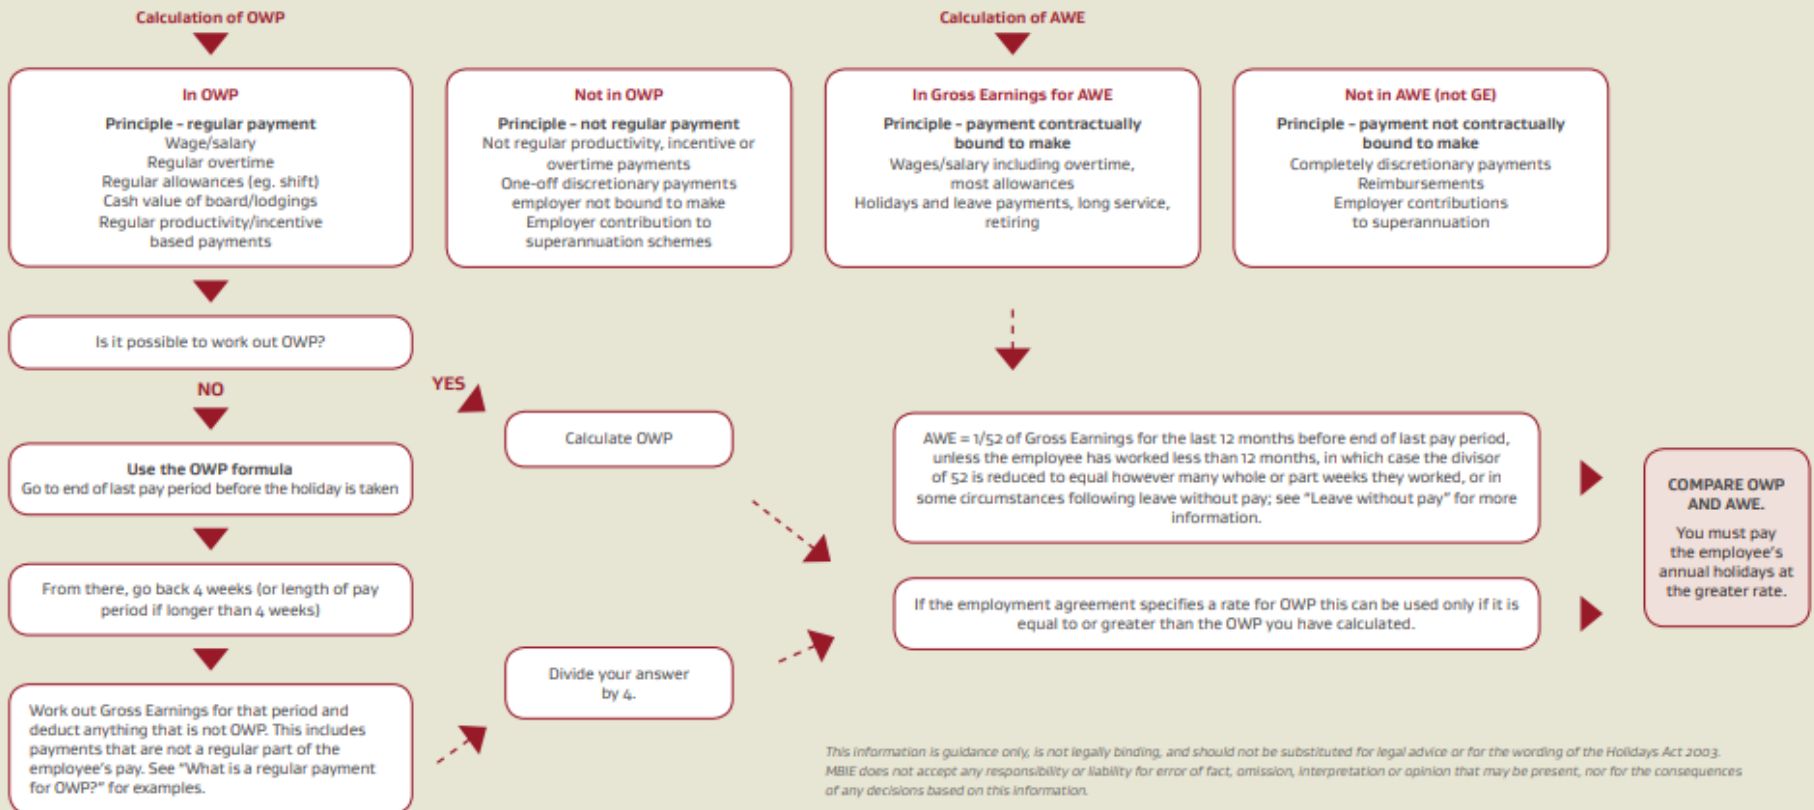 Calculation of OWP
In OWP
Principle - regular payment
Wage/salary
Regular overtime
Regular allowances (eg. shift)
Cash value of board/lodgings
Regular productivity/incentive
based payments
Not in OWP
Principle - not regular payment
Not regular productivity, incentive or
overtime payments
One-off discretionary payments
employer not bound to make
Employer contribution to
superannuation schemes
Is it possible to work out OWP?
NO
YES
Use the OWP formula
Go to end of last pay period before the holiday is taken
From there, go back 4 weeks (or length of pay
period if longer than 4 weeks)
Work out Gross Earnings for that period and
deduct anything that is not OWP. This includes
payments that are not a regular part of the
employee's pay. See "What is a regular payment
for OWP?" for examples.
Calculate OWP
Divide your answer
by 4.
Calculation of AWE
In Gross Earnings for AWE
Principle - payment contractually
bound to make
Wages/salary including overtime,
most allowances
Holidays and leave payments, long service,
retiring
Not in AWE (not GE)
Principle - payment not contractually
bound to make
Completely discretionary payments
Reimbursements
Employer contributions
to superannuation
AWE = 1/52 of Gross Earnings for the last 12 months before end of last pay period,
unless the employee has worked less than 12 months, in which case the divisor
of 52 is reduced to equal however many whole or part weeks they worked, or in
some circumstances following leave without pay; see "Leave without pay" for more
information.
If the employment agreement specifies a rate for OWP this can be used only if it is
equal to or greater than the OWP you have calculated.
COMPARE OWP
AND AWE.
You must pay
the employee's
annual holidays at
the greater rate.
This information is guidance only, is not legally binding, and should not be substituted for legal advice or for the wording of the Holidays Act 2003.
MBIE does not accept any responsibility or liability for error of fact, omission, interpretation or opinion that may be present, nor for the consequences
of any decisions based on this information.